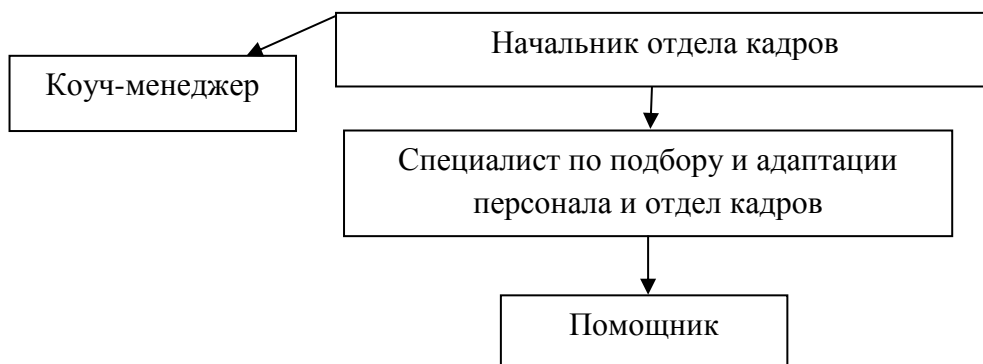 Начальник отдела кадров
Коуч-менеджер
Специалист по подбору и адаптации
персонала и отдел кадров
Помощник